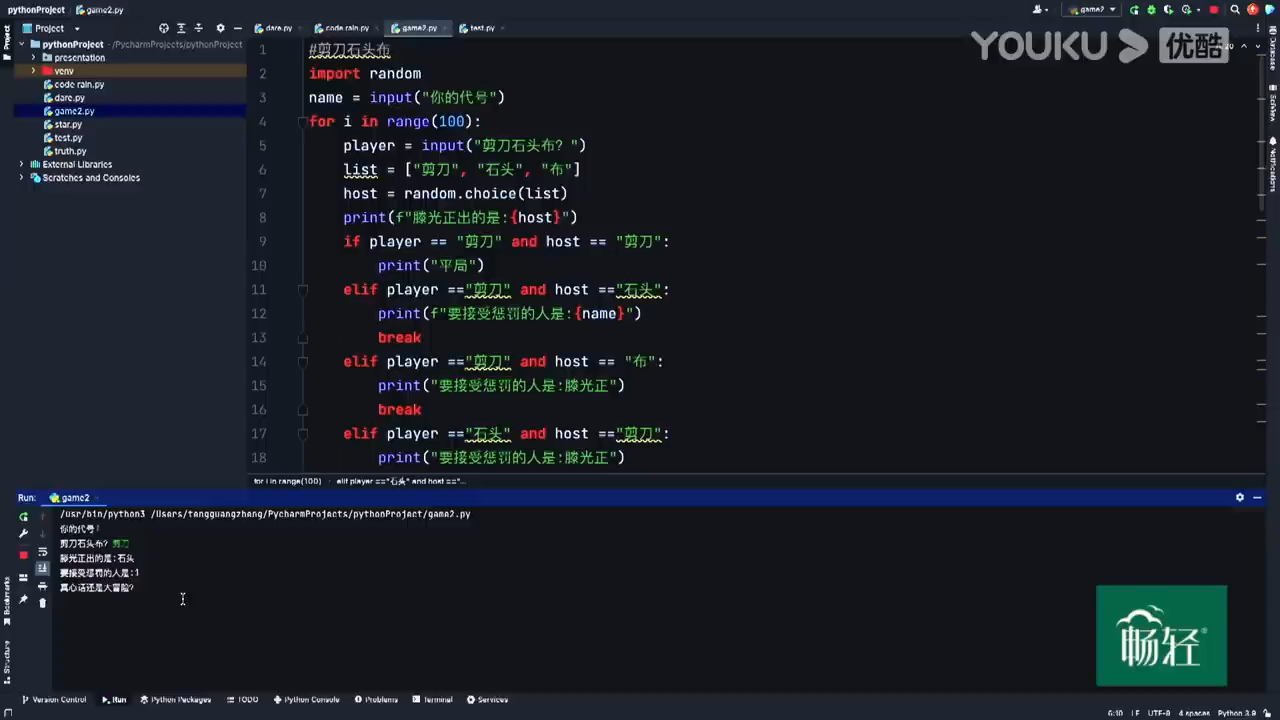 pythonProject
game2.py
game2
Project
dare.py
code rain.py
game2.py
test.py
YOUKU 优酷
pythonProject ~/PycharmProjects/pythonProject
presentation
venv
code rain.py
dare.py
game2.py
star.py
test.py
truth.py
External Libraries
Scratches and Consoles
1 #剪刀石头布
2 import random
3 name = input("你的代号")
4 for i in range(100):
5 player = input("剪刀石头布? ")
6 list = ["剪刀", "石头", "布"]
7 host = random.choice(list)
8 print(f"滕光正出的是:{host}")
9 if player == "剪刀" and host == "剪刀":
10 print("平局")
11 elif player =="剪刀" and host =="石头":
12 print(f"要接受惩罚的人是:{name}")
13 break
14 elif player =="剪刀" and host == "布":
15 print("要接受惩罚的人是:滕光正")
16 break
17 elif player =="石头" and host =="剪刀":
18 print("要接受惩罚的人是:滕光正")
for i in range(100)
elif player =="石头" and host =="...
Run:
game2
/usr/bin/python3 /Users/tengguangzheng/PycharmProjects/pythonProject/game2.py
你的代号1
剪刀石头布? 剪刀
滕光正出的是:石头
要接受惩罚的人是:1
真心话还是大冒险?
畅轻®
Project
Bookmarks
Structure
Database
SciView
Notifications
Version Control
Run
Python Packages
TODO
Python Console
Problems
Terminal
Services
6:10
LF
UTF-8
4 spaces
Python 3.9